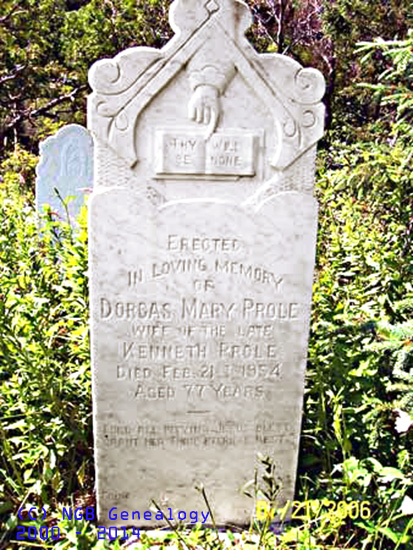 THY WILL
BE DONE
ERECTED
IN LOVING MEMORY
OF
DORCAS MARY PROLE
WIFE OF THE LATE
KENNETH PROLE
DIED FEB. 21, 1954
AGED 77 YEARS
LORD ALL PITYING, JESUS BLEST
GRANT HER THINE ETERNAL REST.
(C) NGB Genealogy
2000 - 2014
/21/2006